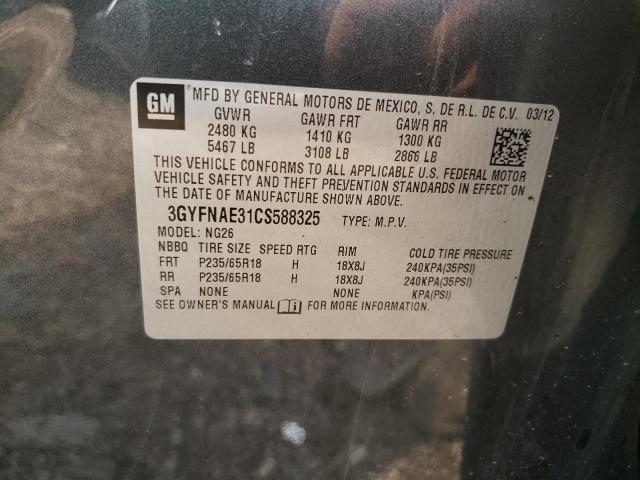 GM
MFD BY GENERAL MOTORS DE MEXICO, S. DE R.L. DE C.V. 03/12
GVWR GAWR FRT GAWR RR
2480 KG 1410 KG 1300 KG
5467 LB 3108 LB 2866 LB
THIS VEHICLE CONFORMS TO ALL APPLICABLE U.S. FEDERAL MOTOR
VEHICLE SAFETY AND THEFT PREVENTION STANDARDS IN EFFECT ON
THE DATE OF MANUFACTURE SHOWN ABOVE.
3GYFNAE31CS588325 TYPE: M.P.V.
MODEL: NG26
NBBQ TIRE SIZE SPEED RTG RIM COLD TIRE PRESSURE
FRT P235/65R18 H 18X8J 240KPA(35PSI)
RR P235/65R18 H 18X8J 240KPA(35PSI)
SPA NONE NONE KPA(PSI)
SEE OWNER'S MANUAL FOR MORE INFORMATION.